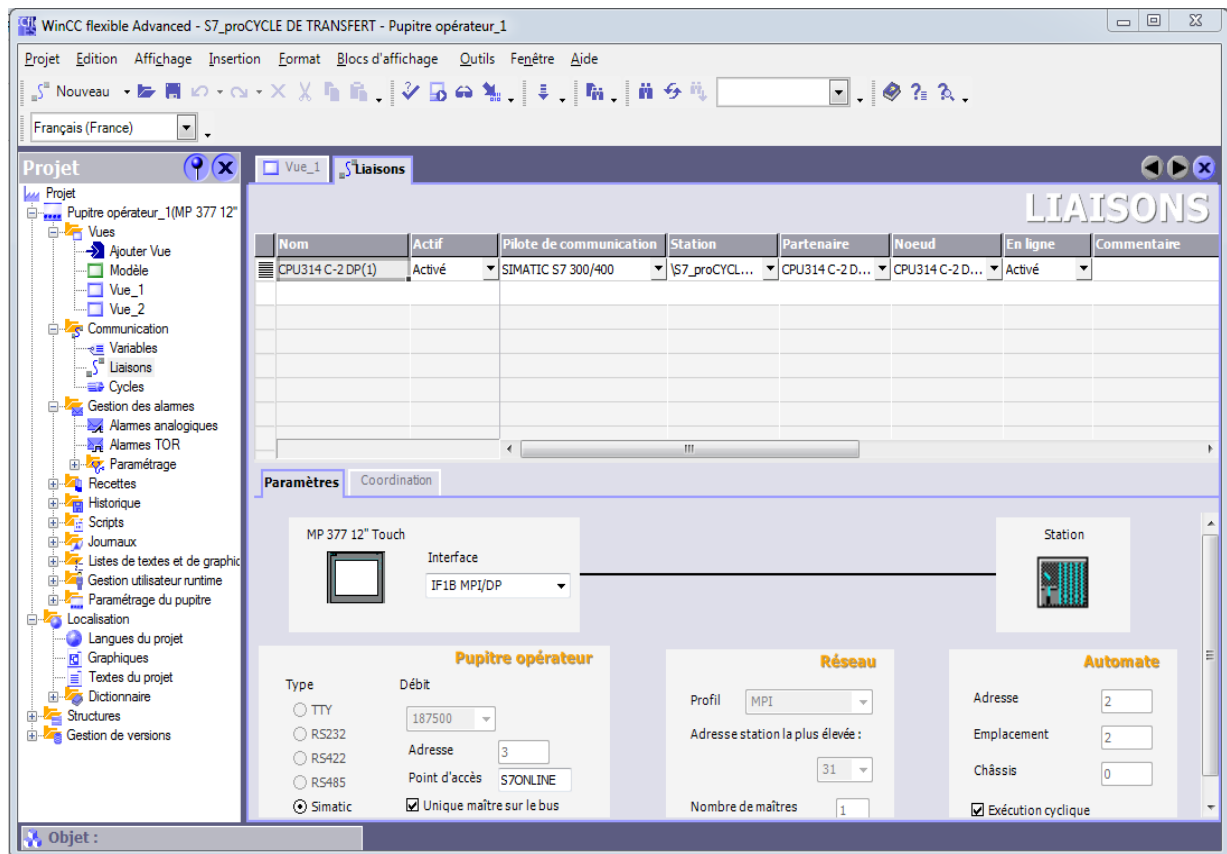 WinCC flexible Advanced - S7_proCYCLE DE TRANSFERT - Pupitre opérateur_1
Projet Edition Affichage Insertion Format Blocs d'affichage Outils Fenêtre Aide
Nouveau
Français (France)
Projet
Projet
Pupitre opérateur_1(MP 377 12"
Vues
Ajouter Vue
Modèle
Vue_1
Vue_2
Communication
Variables
Liaisons
Cycles
Gestion des alarmes
Alarmes analogiques
Alarmes TOR
Paramétrage
Recettes
Historique
Scripts
Journaux
Listes de textes et de graphic
Gestion utilisateur runtime
Paramétrage du pupitre
Localisation
Langues du projet
Graphiques
Textes du projet
Dictionnaire
Structures
Gestion de versions
Vue_1 Liaisons
LIAISONS
Nom Actif Pilote de communication Station Partenaire Noeud En ligne Commentaire
CPU314 C-2 DP(1) Activé SIMATIC S7 300/400 \S7_proCYCL... CPU314 C-2 D... CPU314 C-2 D... Activé
Paramètres Coordination
MP 377 12" Touch
Interface
IF1B MPI/DP
Station
Pupitre opérateur
Type Débit
TTY
187500
RS232
Adresse 3
RS422
Point d'accès S7ONLINE
RS485
Simatic Unique maître sur le bus
Réseau
Profil MPI
Adresse station la plus élevée :
31
Nombre de maîtres 1
Automate
Adresse 2
Emplacement 2
Châssis 0
Exécution cyclique
Objet :